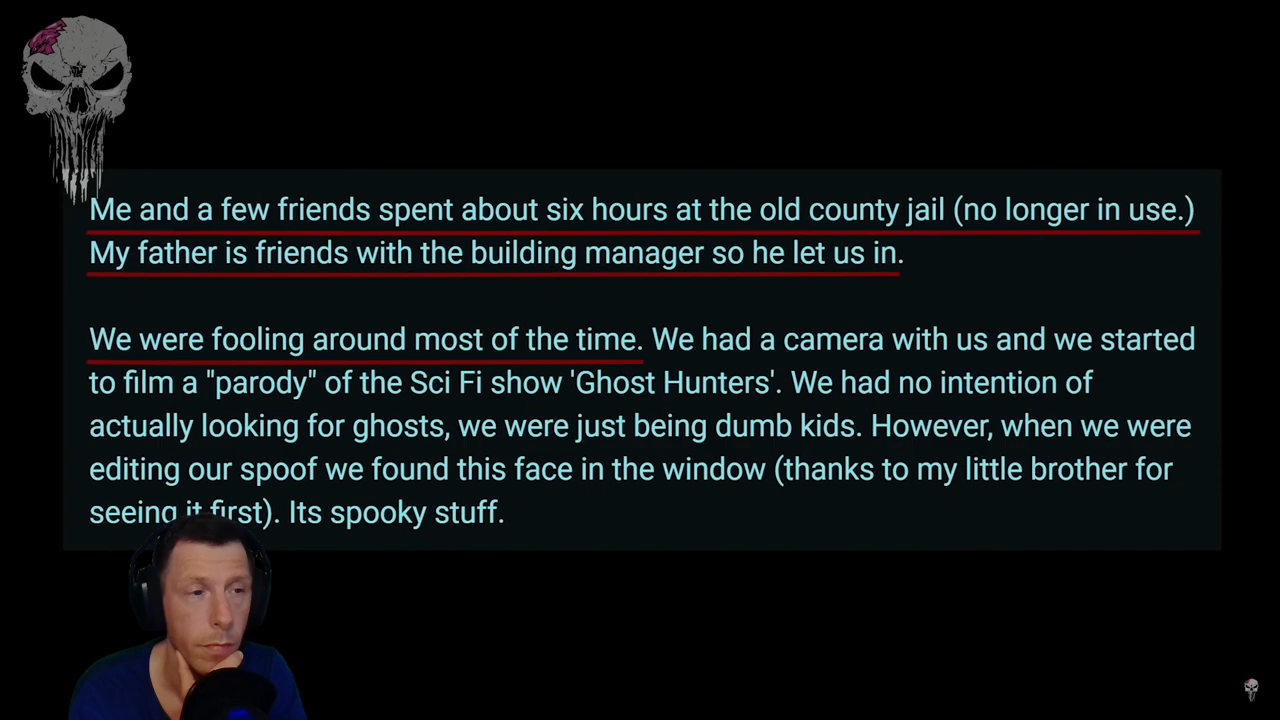 Me and a few friends spent about six hours at the old county jail (no longer in use.)
My father is friends with the building manager so he let us in.
We were fooling around most of the time. We had a camera with us and we started
to film a "parody" of the Sci Fi show 'Ghost Hunters'. We had no intention of
actually looking for ghosts, we were just being dumb kids. However, when we were
editing our spoof we found this face in the window (thanks to my little brother for
seeing it first). Its spooky stuff.